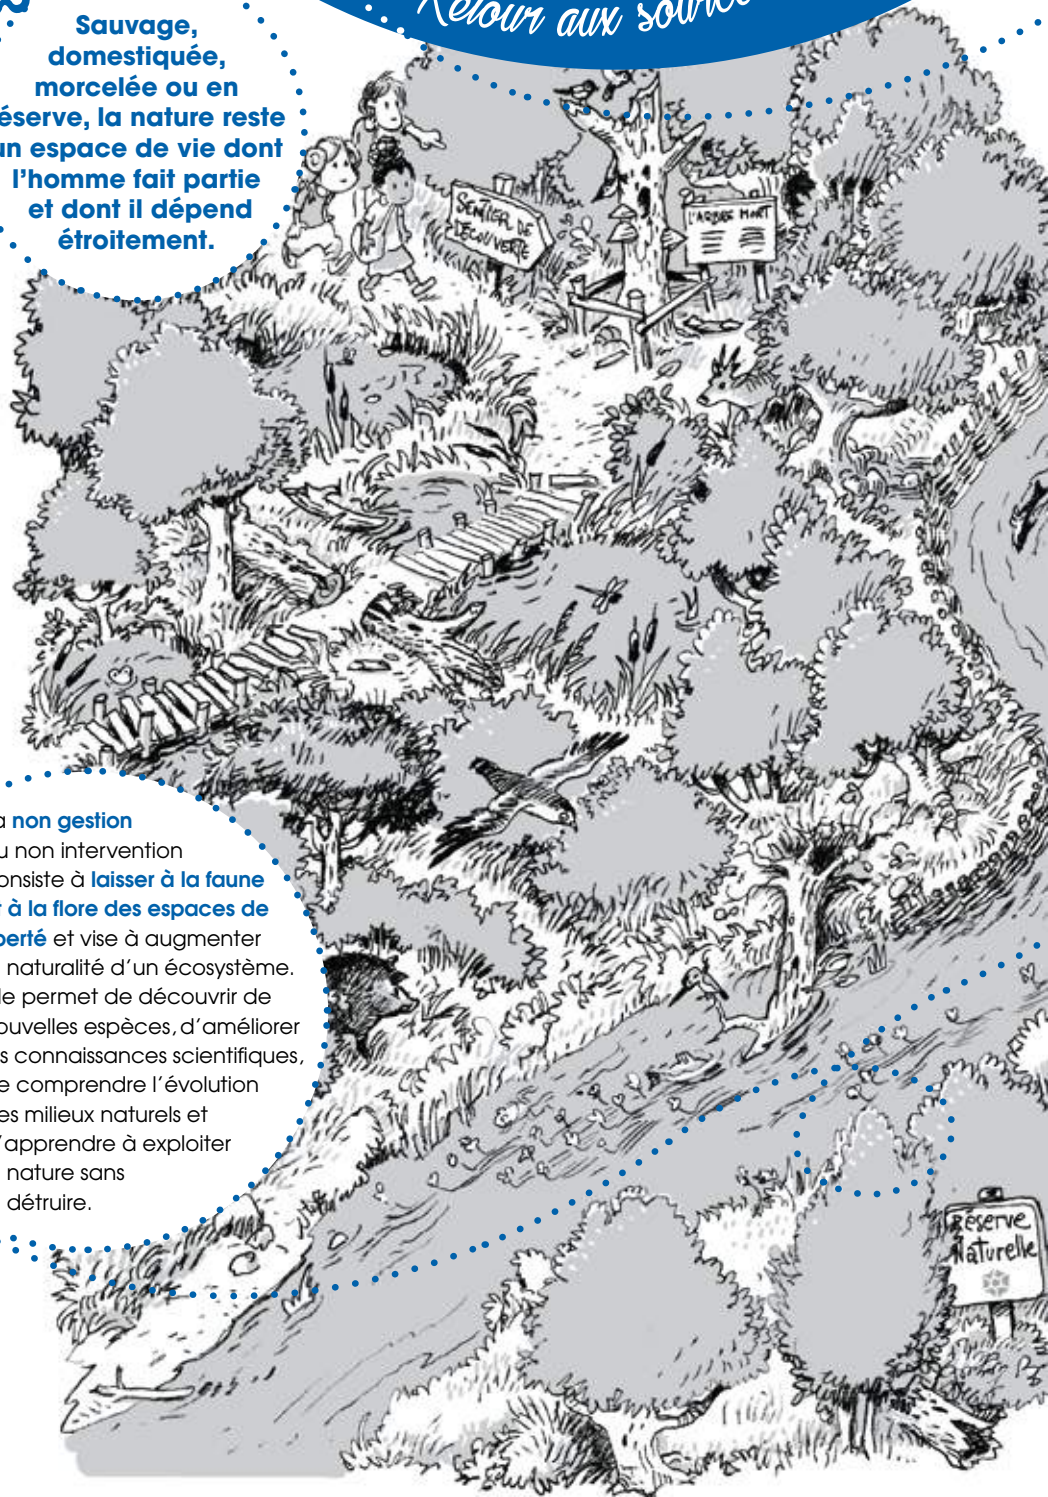 Retour aux source
Sauvage,
domestiquée,
morcelée ou en
éserve, la nature reste
un espace de vie dont
l'homme fait partie
et dont il dépend
étroitement.
SENTIER DE
DÉCOUVERTE
L'ARBRE MORT
a non gestion
u non intervention
onsiste à laisser à la faune
t à la flore des espaces de
berté et vise à augmenter
naturalité d'un écosystème.
le permet de découvrir de
ouvelles espèces, d'améliorer
s connaissances scientifiques,
e comprendre l'évolution
es milieux naturels et
'apprendre à exploiter
nature sans
détruire.
Réserve
Naturelle